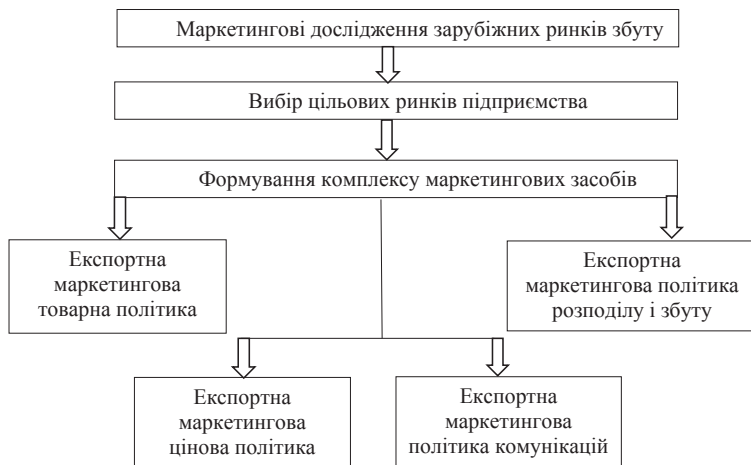 Маркетингові дослідження зарубіжних ринків збуту
Вибір цільових ринків підприємства
Формування комплексу маркетингових засобів
Експортна
маркетингова
товарна політика
Експортна
маркетингова політика
розподілу і збуту
Експортна
маркетингова
цінова політика
Експортна
маркетингова
політика комунікацій